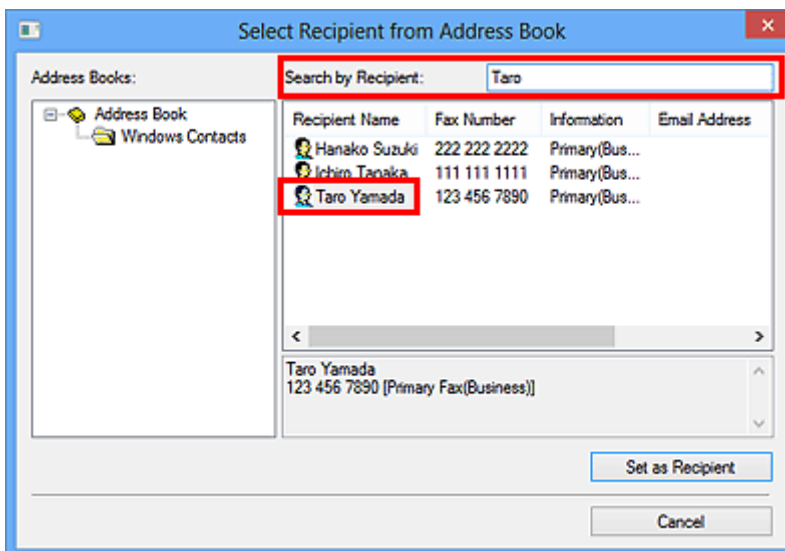 Select Recipient from Address Book
Address Books:
Search by Recipient: Taro
Address Book
Windows Contacts
Recipient Name Fax Number Information Email Address
Hanako Suzuki 222 222 2222 Primary(Bus...
Ichiro Tanaka 111 111 1111 Primary(Bus...
Taro Yamada 123 456 7890 Primary(Bus...
Taro Yamada
123 456 7890 [Primary Fax(Business)]
Set as Recipient
Cancel